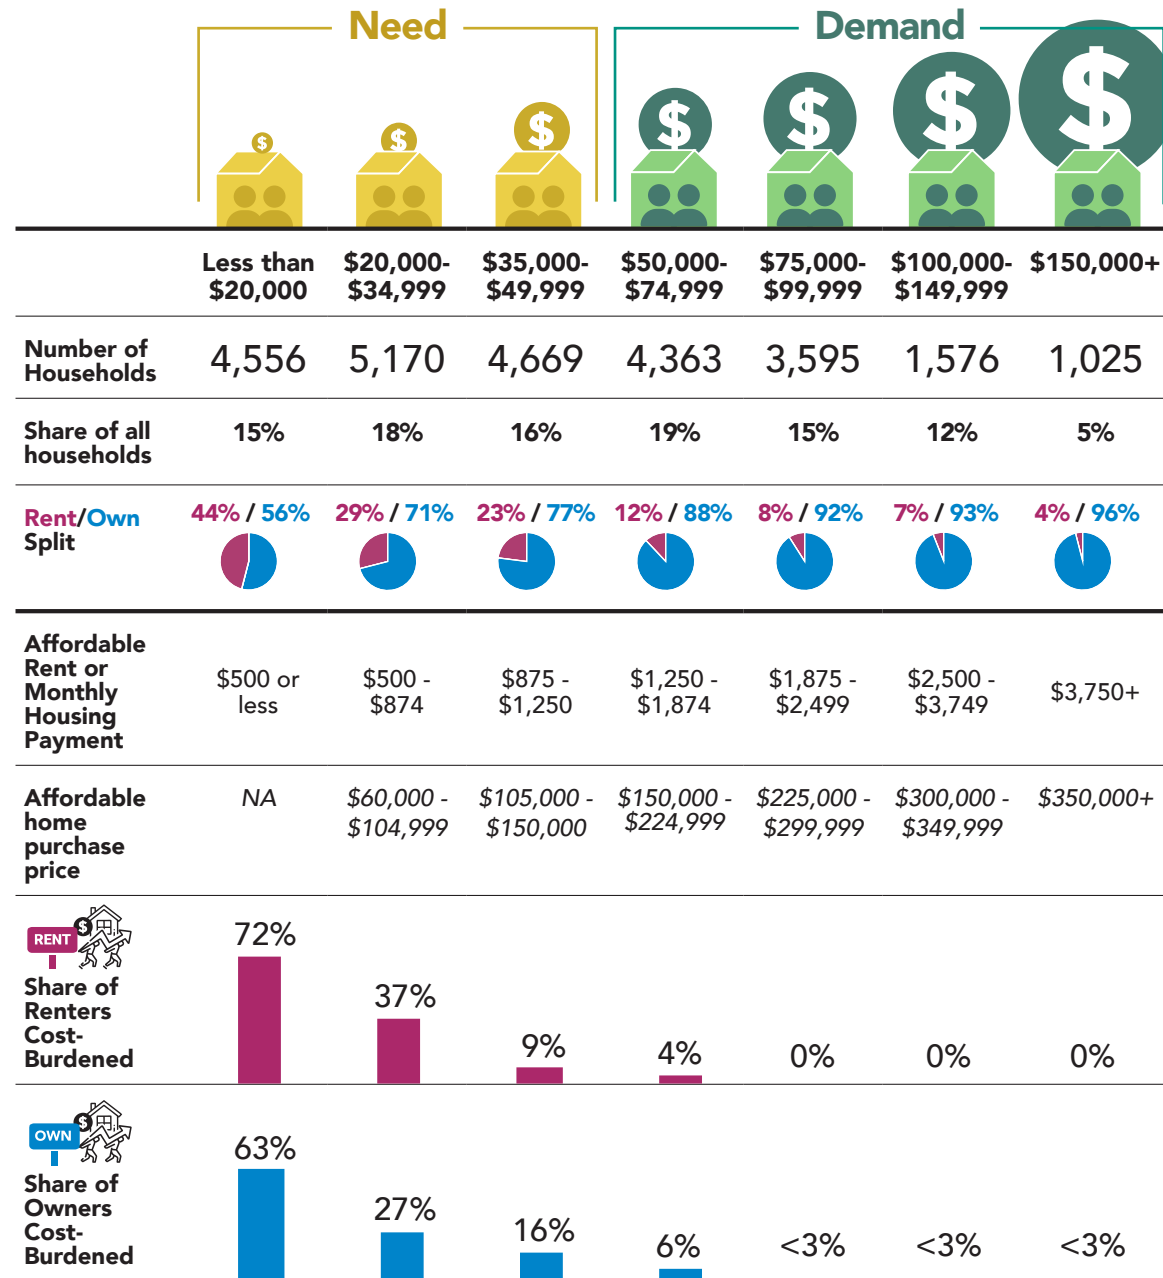 Need
Demand
$ $ $ $ $ $ $
Less than $20,000- $35,000- $50,000- $75,000- $100,000- $150,000+
$20,000 $34,999 $49,999 $74,999 $99,999 $149,999
Number of
Households
4,556 5,170 4,669 4,363 3,595 1,576 1,025
Share of all
households
15% 18% 16% 19% 15% 12% 5%
Rent/Own
Split
44% / 56% 29% / 71% 23% / 77% 12% / 88% 8% / 92% 7% / 93% 4% / 96%
Affordable
Rent or
Monthly
Housing
Payment
$500 or $500 - $875 - $1,250 - $1,875 - $2,500 - $3,750+
less $874 $1,250 $1,874 $2,499 $3,749
Affordable
home
purchase
price
NA $60,000 - $105,000 - $150,000 - $225,000 - $300,000 - $350,000+
$104,999 $150,000 $224,999 $299,999 $349,999
$
RENT
Share of
Renters
Cost-
Burdened
72% 37% 9% 4% 0% 0% 0%
$
OWN
Share of
Owners
Cost-
Burdened
63% 27% 16% 6% <3% <3% <3%